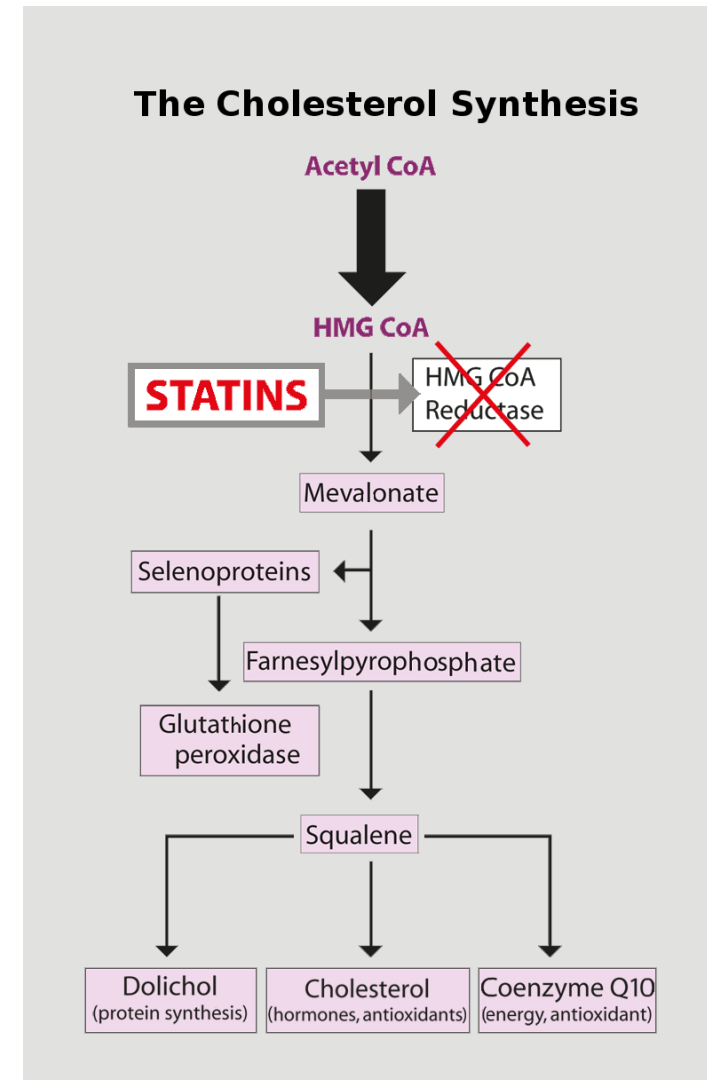 The Cholesterol Synthesis
Acetyl CoA
HMG CoA
STATINS
HMG CoA
Reductase
Mevalonate
Selenoproteins
Farnesylpyrophosphate
Glutathione
peroxidase
Squalene
Dolichol
(protein synthesis)
Cholesterol
(hormones, antioxidants)
Coenzyme Q10
(energy, antioxidant)